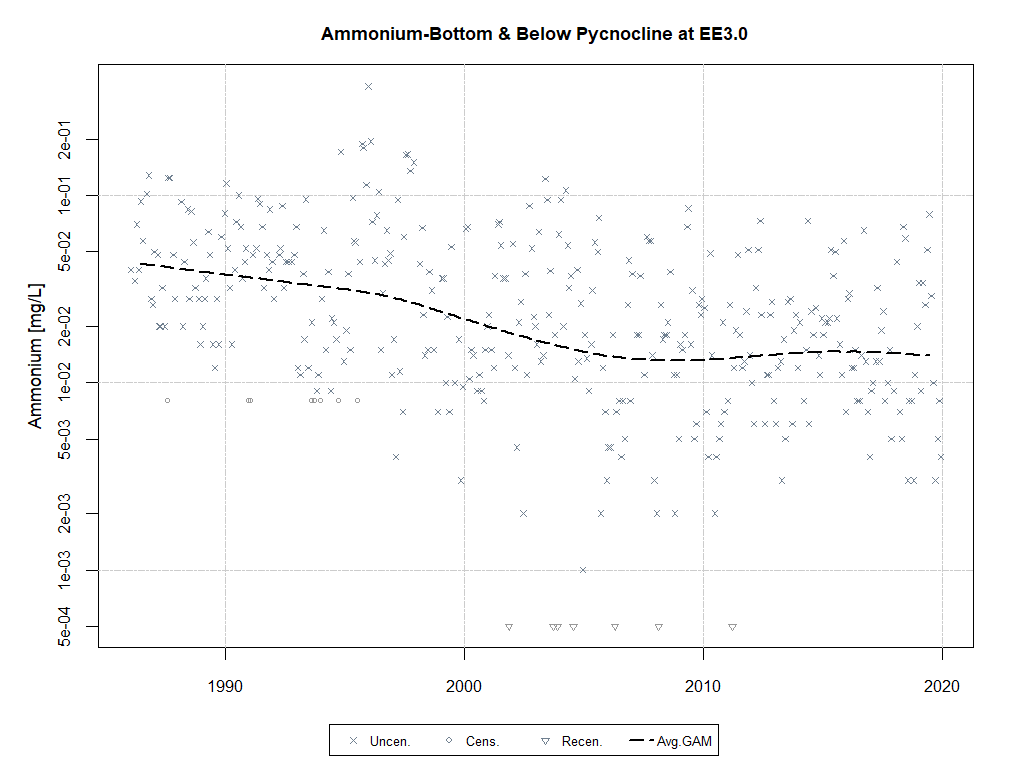 Ammonium-Bottom & Below Pycnocline at EE3.0
Ammonium [mg/L]
2e-01
1e-01
5e-02
2e-02
1e-02
5e-03
2e-03
1e-03
5e-04
1990 2000 2010 2020
Uncen. Cens. Recen. Avg.GAM